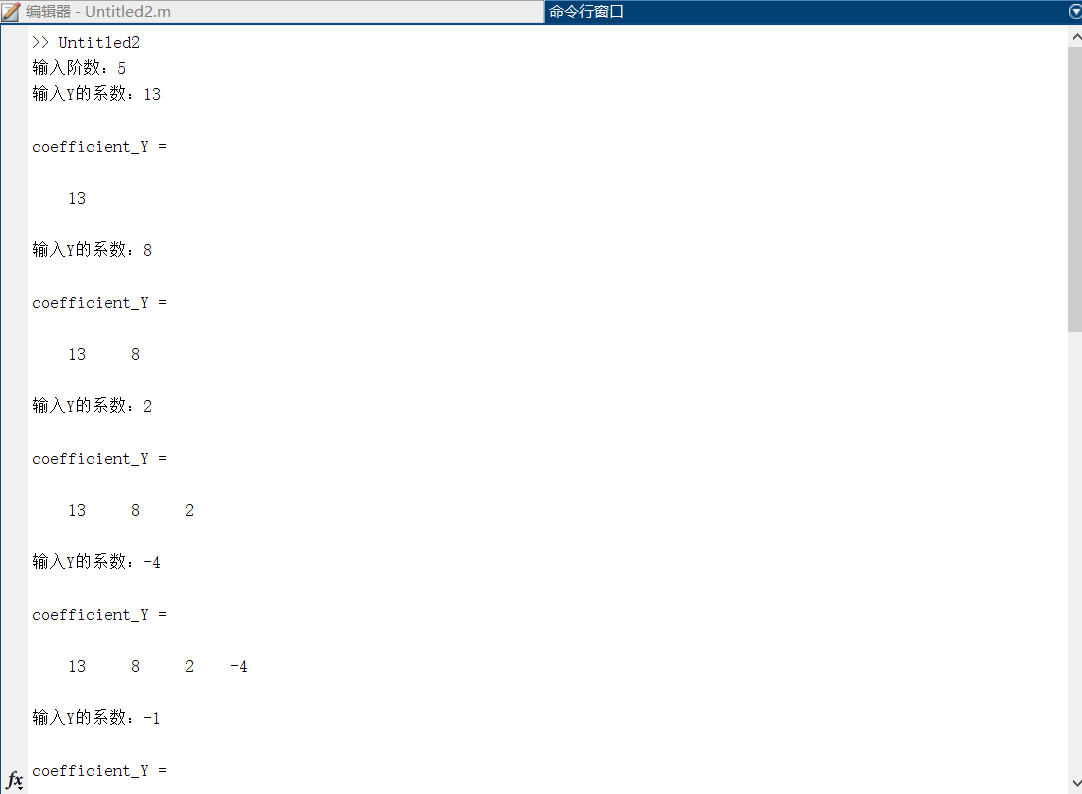 编辑器 - Untitled2.m
命令行窗口
>> Untitled2
输入阶数：5
输入Y的系数：13
coefficient_Y =
13
输入Y的系数：8
coefficient_Y =
13 8
输入Y的系数：2
coefficient_Y =
13 8 2
输入Y的系数：-4
coefficient_Y =
13 8 2 -4
输入Y的系数：-1
fx coefficient_Y =